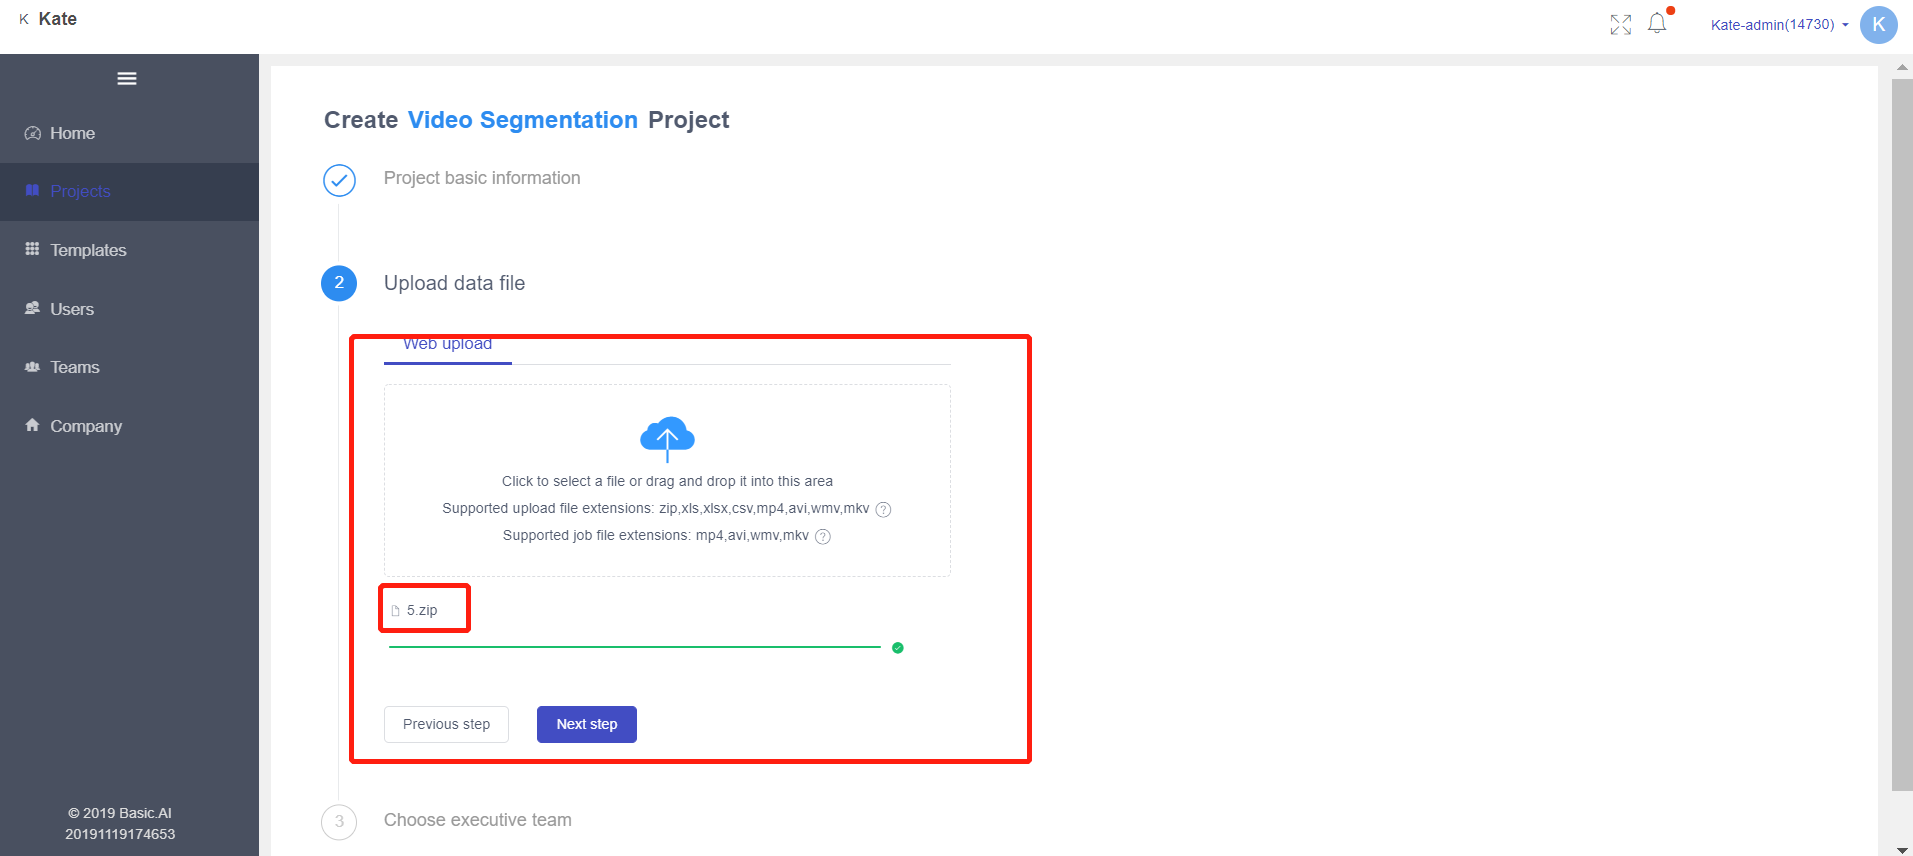 K Kate
Kate-admin(14730)
K
Home
Projects
Templates
Users
Teams
Company
© 2019 Basic.AI
20191119174653
Create Video Segmentation Project
Project basic information
2 Upload data file
Web upload
Click to select a file or drag and drop it into this area
Supported upload file extensions: zip,xls,xlsx,csv,mp4,avi,wmv,mkv ?
Supported job file extensions: mp4,avi,wmv,mkv ?
5.zip
Previous step
Next step
3 Choose executive team